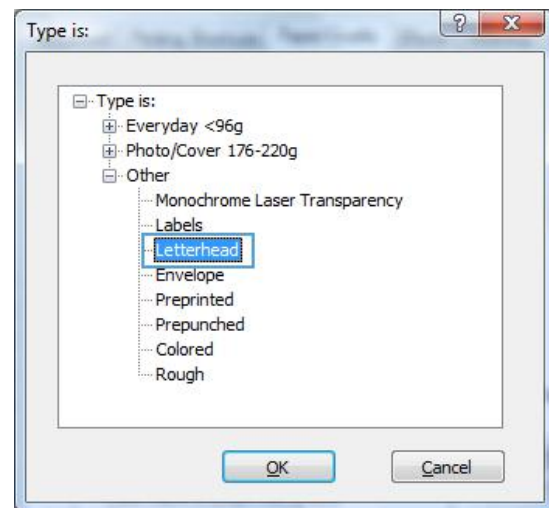 Type is:
?
Type is:
Everyday <96g
Photo/Cover 176-220g
Other
Monochrome Laser Transparency
Labels
Letterhead
Envelope
Preprinted
Prepunched
Colored
Rough
OK
Cancel